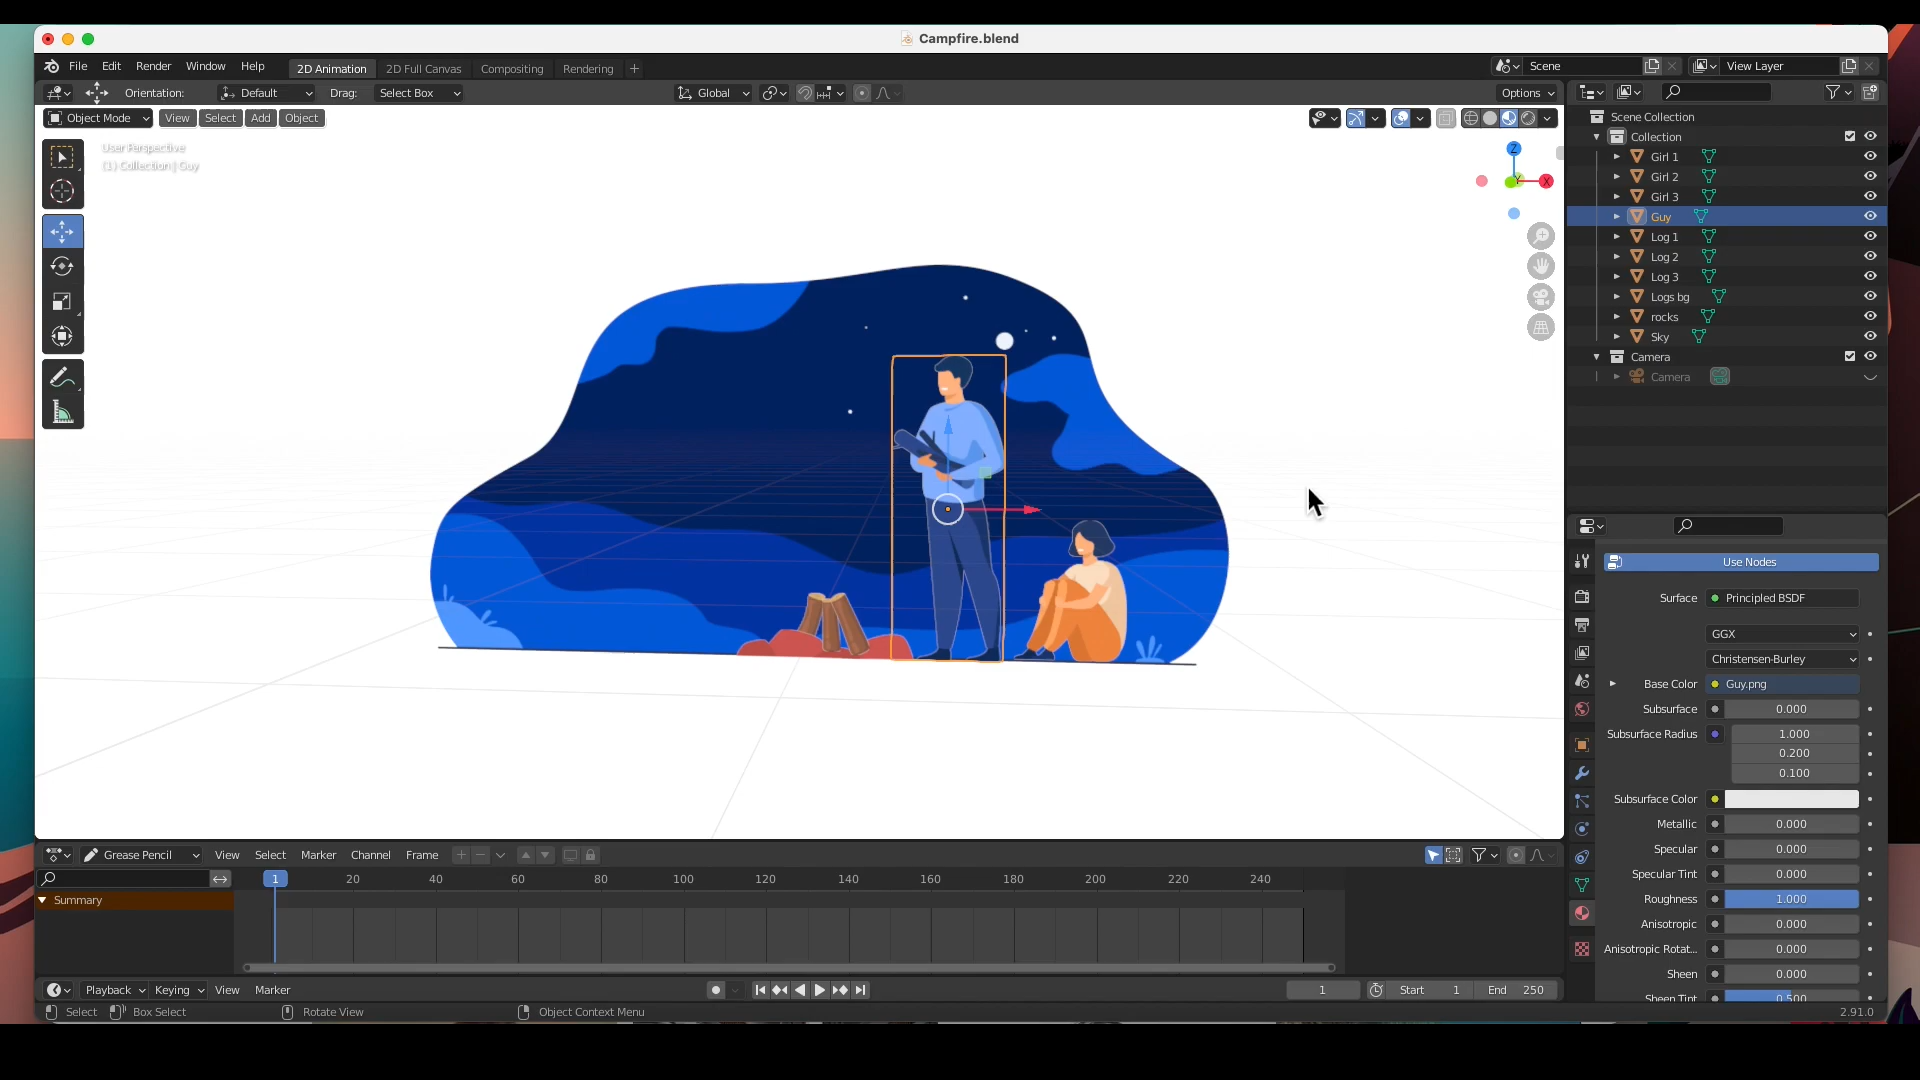 Campfire.blend
File Edit Render Window Help 2D Animation 2D Full Canvas Compositing Rendering + Scene View Layer
Orientation: Default Drag: Select Box Global Options
Object Mode View Select Add Object
User Perspective
(1) Collection | Guy
Z
Y
X
Scene Collection
Collection
Girl 1
Girl 2
Girl 3
Guy
Log 1
Log 2
Log 3
Logs bg
rocks
Sky
Camera
Camera
Use Nodes
Surface Principled BSDF
GGX
Christensen-Burley
Base Color Guy.png
Subsurface 0.000
Subsurface Radius 1.000
0.200
0.100
Subsurface Color
Metallic 0.000
Specular 0.000
Specular Tint 0.000
Roughness 1.000
Anisotropic 0.000
Anisotropic Rotat... 0.000
Sheen 0.000
Sheen Tint 0.500
Grease Pencil View Select Marker Channel Frame
1 20 40 60 80 100 120 140 160 180 200 220 240
Summary
Playback Keying View Marker 1 Start 1 End 250
Select Box Select Rotate View Object Context Menu 2.91.0